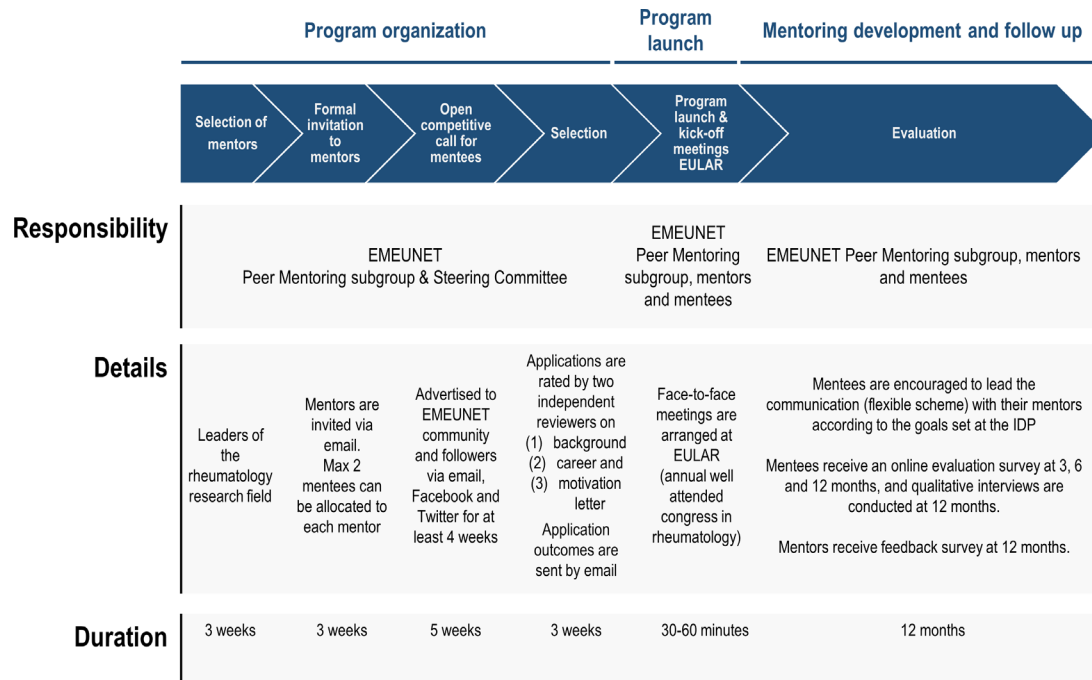 Program organization
Program
launch
Mentoring development and follow up
Selection of
mentors
Formal
invitation
to
mentors
Open
competitive
call for
mentees
Selection
Program
launch &
kick-off
meetings
EULAR
Evaluation
Responsibility
EMEUNET
Peer Mentoring subgroup & Steering Committee
EMEUNET
Peer Mentoring
subgroup, mentors
and mentees
EMEUNET Peer Mentoring subgroup, mentors
and mentees
Details
Leaders of
the
rheumatology
research field
Mentors are
invited via
email.
Max 2
mentees can
be allocated to
each mentor
Advertised to
EMEUNET
community
and followers
via email,
Facebook and
Twitter for at
least 4 weeks
Applications are
rated by two
independent
reviewers on
(1) background
(2) career and
(3) motivation
letter
Application
outcomes are
sent by email
Face-to-face
meetings are
arranged at
EULAR
(annual well
attended
congress in
rheumatology)
Mentees are encouraged to lead the
communication (flexible scheme) with their mentors
according to the goals set at the IDP
Mentees receive an online evaluation survey at 3, 6
and 12 months, and qualitative interviews are
conducted at 12 months.
Mentors receive feedback survey at 12 months.
Duration
3 weeks
3 weeks
5 weeks
3 weeks
30-60 minutes
12 months